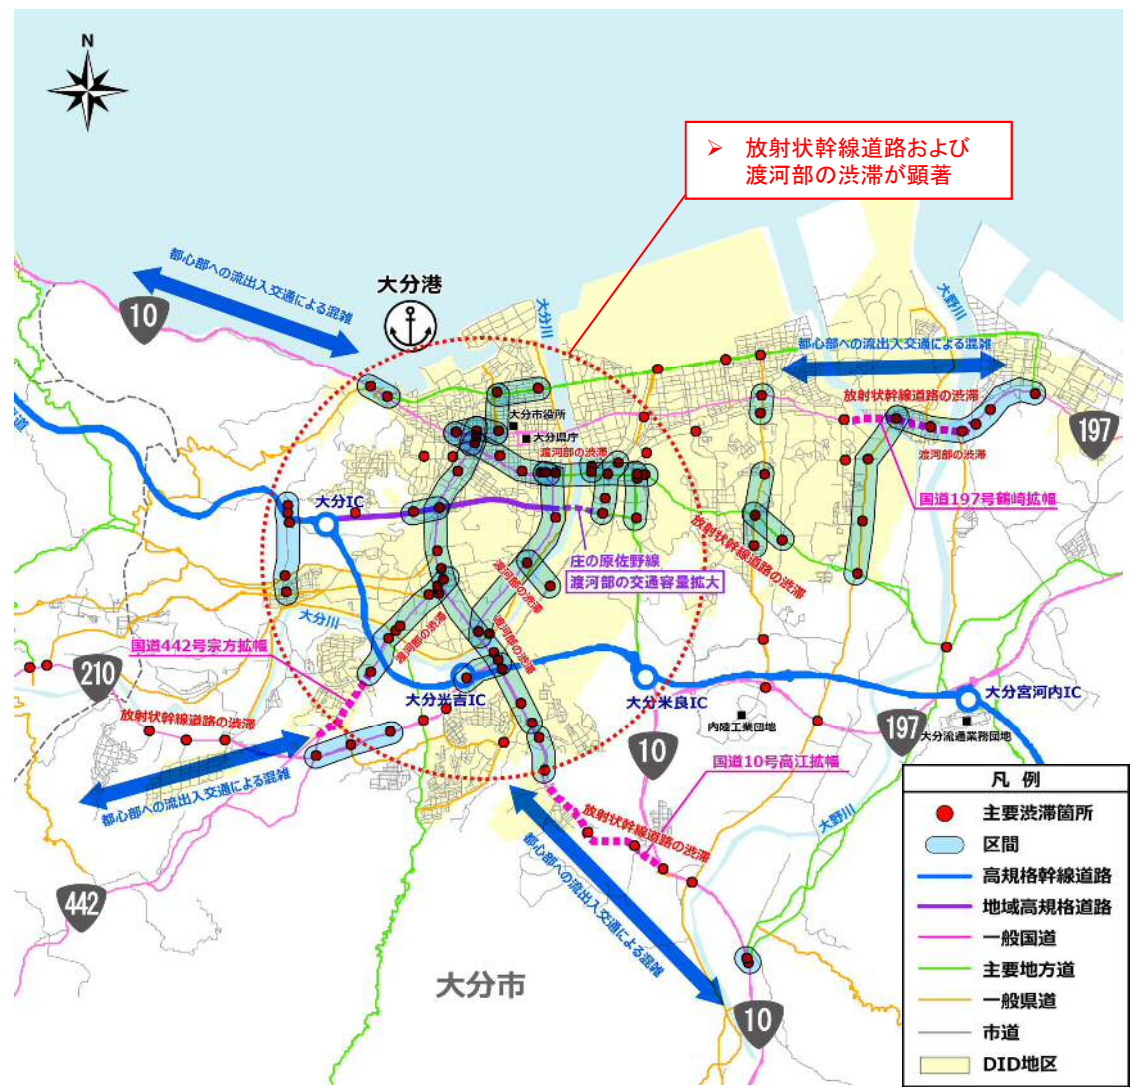 N
➢ 放射状幹線道路および
渡河部の渋滞が顕著
都心部への流出入交通による混雑
10
大分港
大分川
大野川
都心部への流出入交通による混雑
放射状幹線道路の渋滞
197
大分市役所
大分県庁
渡河部の渋滞
渡河部の渋滞
国道197号鶴崎拡幅
道
大分IC
放射状幹線道路の渋滞
庄の原佐野線
渡河部の交通容量拡大
渡河部の渋滞
大分川
渡河部の渋滞
渡河部の渋滞
国道442号宗方拡幅
210
大分光吉IC
大分米良IC
大分宮河内IC
放射状幹線道路の渋滞
内陸工業団地
197
大分流通業務団地
10
国道10号高江拡幅
都心部への流出入交通による混雑
放射状幹線道路の渋滞
大野川
442
都心部への流出入交通による混雑
大分市
10
凡 例
主要渋滞箇所
区間
高規格幹線道路
地域高規格道路
一般国道
主要地方道
一般県道
市道
DID地区